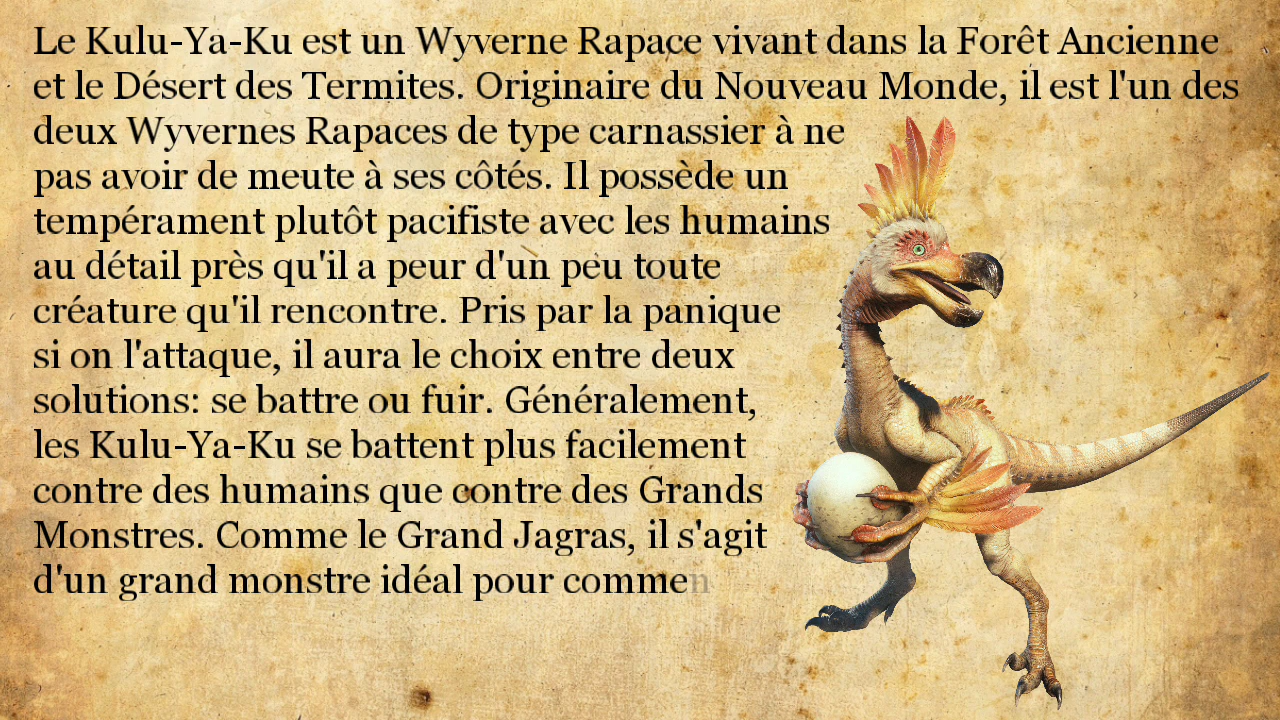 Le Kulu-Ya-Ku est un Wyverne Rapace vivant dans la Forêt Ancienne
et le Désert des Termites. Originaire du Nouveau Monde, il est l'un des
deux Wyvernes Rapaces de type carnassier à ne
pas avoir de meute à ses côtés. Il possède un
tempérament plutôt pacifiste avec les humains
au détail près qu'il a peur d'un peu toute
créature qu'il rencontre. Pris par la panique
si on l'attaque, il aura le choix entre deux
solutions: se battre ou fuir. Généralement,
les Kulu-Ya-Ku se battent plus facilement
contre des humains que contre des Grands
Monstres. Comme le Grand Jagras, il s'agit
d'un grand monstre idéal pour commen